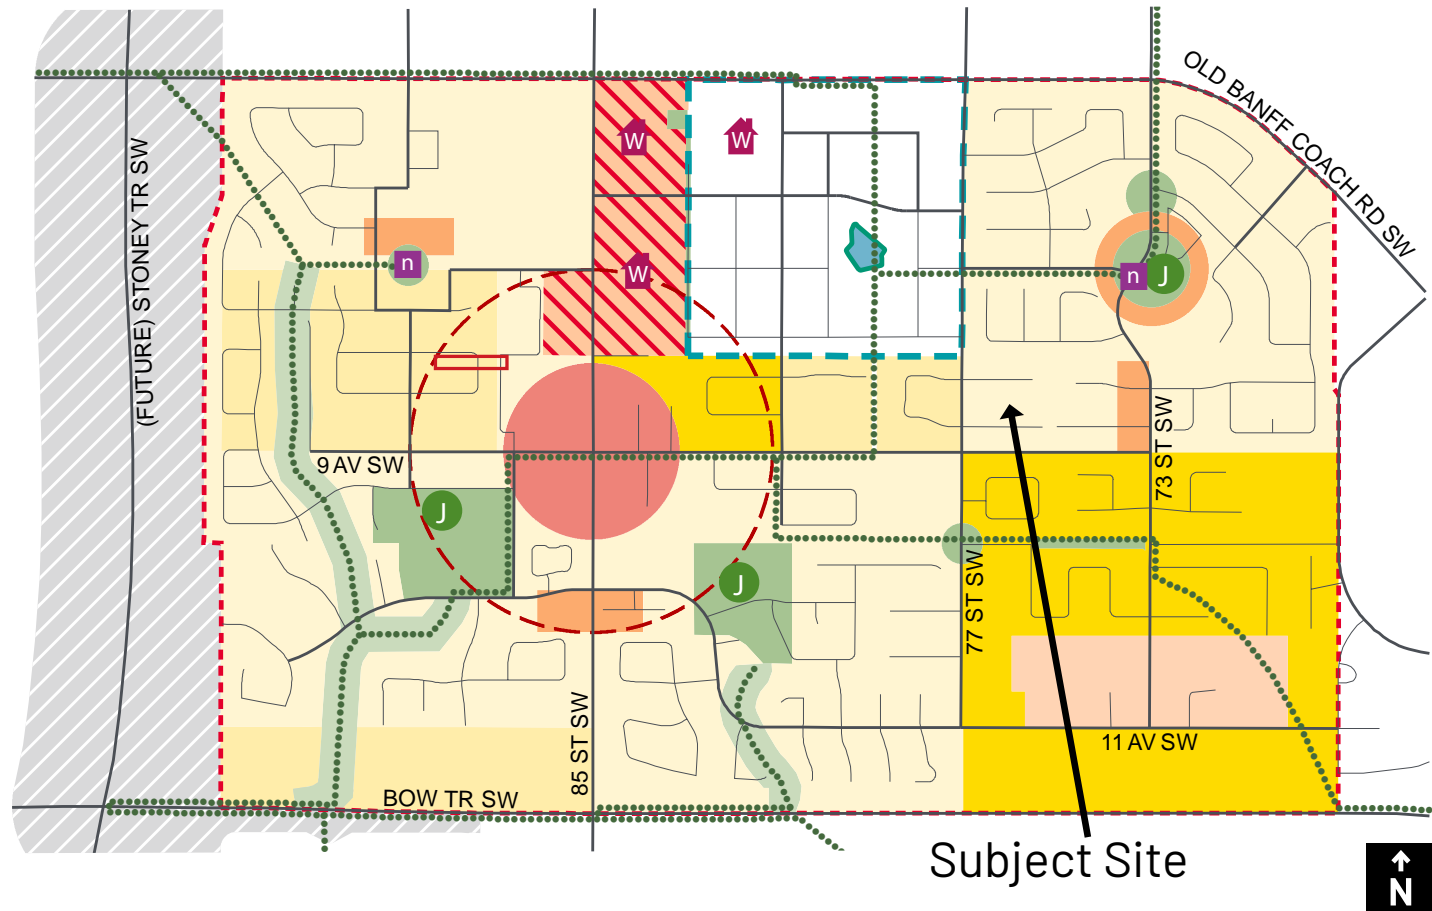 OLD BANFF COACH RD SW
W
W
(FUTURE) STONEY TR SW
n
W
n
J
73 ST SW
9 AV SW
J
J
77 ST SW
85 ST SW
11 AV SW
BOW TR SW
Subject Site
N